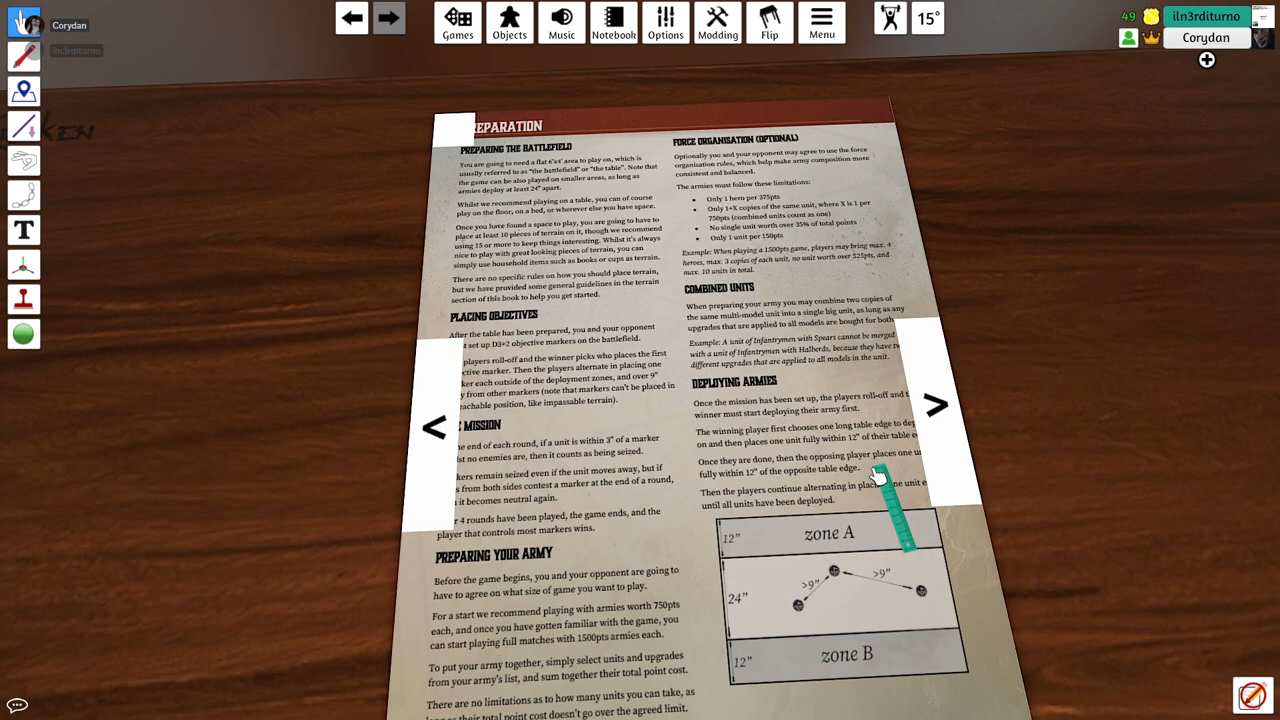 Corydan
iln3rditurno
Games
Objects
Music
Notebook
Options
Modding
Flip
Menu
15°
49
iln3rditurno
Corydan
EPARATION
PREPARING THE BATTLEFIELD
You are going to need a flat 6'x4' area to play on, which is
usually referred to as "the battlefield" or "the table". Note that
the game can be also played on smaller areas, as long as
armies deploy at least 24" apart.
Whilst we recommend playing on a table, you can of course
play on the floor, on a bed, or wherever else you have space.
Once you have found a space to play, you are going to have to
place at least 10 pieces of terrain on it, though we recommend
using 15 or more to keep things interesting. Whilst it's always
nice to play with great looking pieces of terrain, you can
simply use household items such as books or cups as terrain.
There are no specific rules on how you should place terrain,
but we have provided some general guidelines in the terrain
section of this book to help you get started.
PLACING OBJECTIVES
After the table has been prepared, you and your opponent
set up D3+2 objective markers on the battlefield.
players roll-off and the winner picks who places the first
ctive marker. Then the players alternate in placing one
ker each outside of the deployment zones, and over 9"
from other markers (note that markers can't be placed in
eachable position, like impassable terrain).
MISSION
e end of each round, if a unit is within 3" of a marker
st no enemies are, then it counts as being seized.
kers remain seized even if the unit moves away, but if
s from both sides contest a marker at the end of a round,
it becomes neutral again.
r 4 rounds have been played, the game ends, and the
player that controls most markers wins.
PREPARING YOUR ARMY
Before the game begins, you and your opponent are going to
have to agree on what size of game you want to play.
For a start we recommend playing with armies worth 750pts
each, and once you have gotten familiar with the game, you
can start playing full matches with 1500pts armies each.
To put your army together, simply select units and upgrades
from your army's list, and sum together their total point cost.
There are no limitations as to how many units you can take, as
their total point cost doesn't go over the agreed limit.
FORCE ORGANISATION (OPTIONAL)
Optionally you and your opponent may agree to use the force
organisation rules, which help make army composition more
consistent and balanced.
The armies must follow these limitations:
• Only 1 hero per 375pts
• Only 1+X copies of the same unit, where X is 1 per
750pts (combined units count as one)
• No single unit worth over 35% of total points
• Only 1 unit per 150pts
Example: When playing a 1500pts game, players may bring max. 4
heroes, max. 3 copies of each unit, no unit worth over 525pts, and
max. 10 units in total.
COMBINED UNITS
When preparing your army you may combine two copies of
the same multi-model unit into a single big unit, as long as any
upgrades that are applied to all models are bought for both
Example: A unit of Infantrymen with Spears cannot be merged
with a unit of Infantrymen with Halberds, because they have tw
different upgrades that are applied to all models in the unit.
DEPLOYING ARMIES
Once the mission has been set up, the players roll-off and t
winner must start deploying their army first.
The winning player first chooses one long table edge to dep
on and then places one unit fully within 12" of their table e
Once they are done, then the opposing player places one un
fully within 12" of the opposite table edge.
Then the players continue alternating in plac ne unit e
until all units have been deployed.
12" zone A
>9" >9"
24"
12" zone B
< >